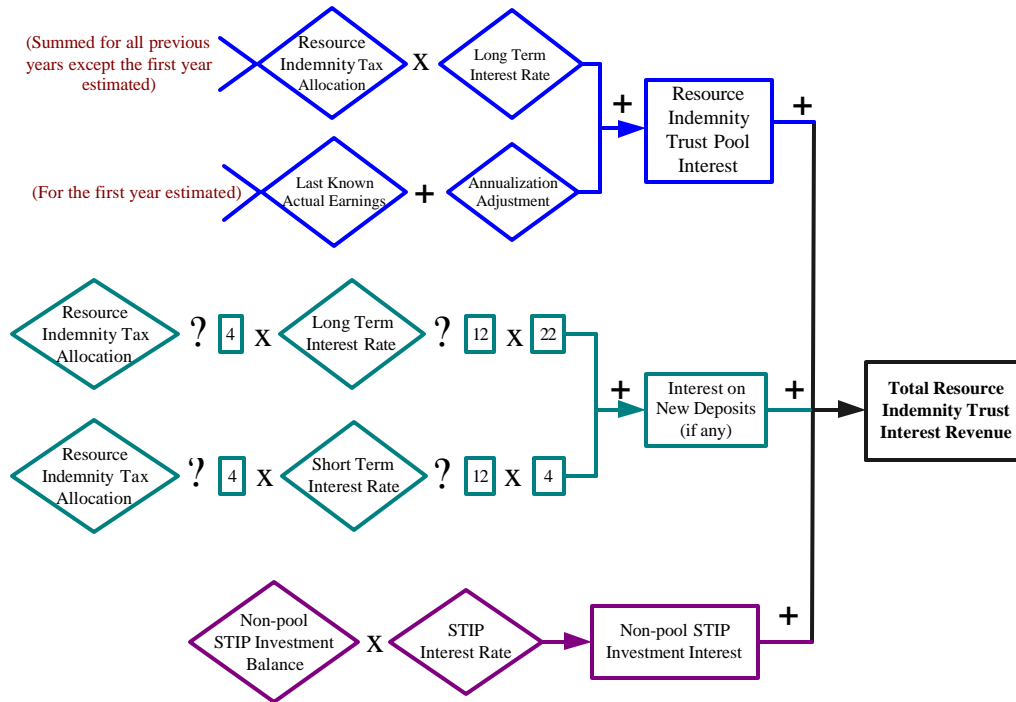 (Summed for all previous
years except the first year
estimated)
Resource
Indemnity Tax
Allocation
x
Long Term
Interest Rate
+
Resource
Indemnity
Trust Pool
Interest
+
(For the first year estimated)
Last Known
Actual Earnings
+
Annualization
Adjustment
Resource
Indemnity Tax
Allocation
? 4 x
Long Term
Interest Rate
? 12 x 22
+
Interest on
New Deposits
(if any)
+
Total Resource
Indemnity Trust
Interest Revenue
Resource
Indemnity Tax
Allocation
? 4 x
Short Term
Interest Rate
? 12 x 4
Non-pool
STIP Investment
Balance
x
STIP
Interest Rate
Non-pool STIP
Investment Interest
+